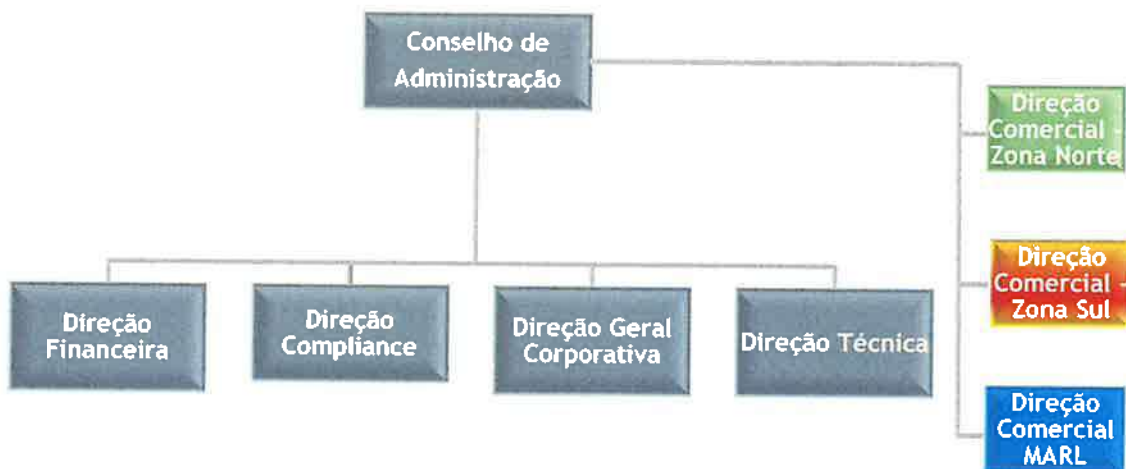 Conselho de
Administração
Direção
Comercial -
Zona Norte
Direção
Comercial -
Zona Sul
Direção
Financeira
Direção
Compliance
Direção Geral
Corporativa
Direção Técnica
Direção
Comercial
MARL